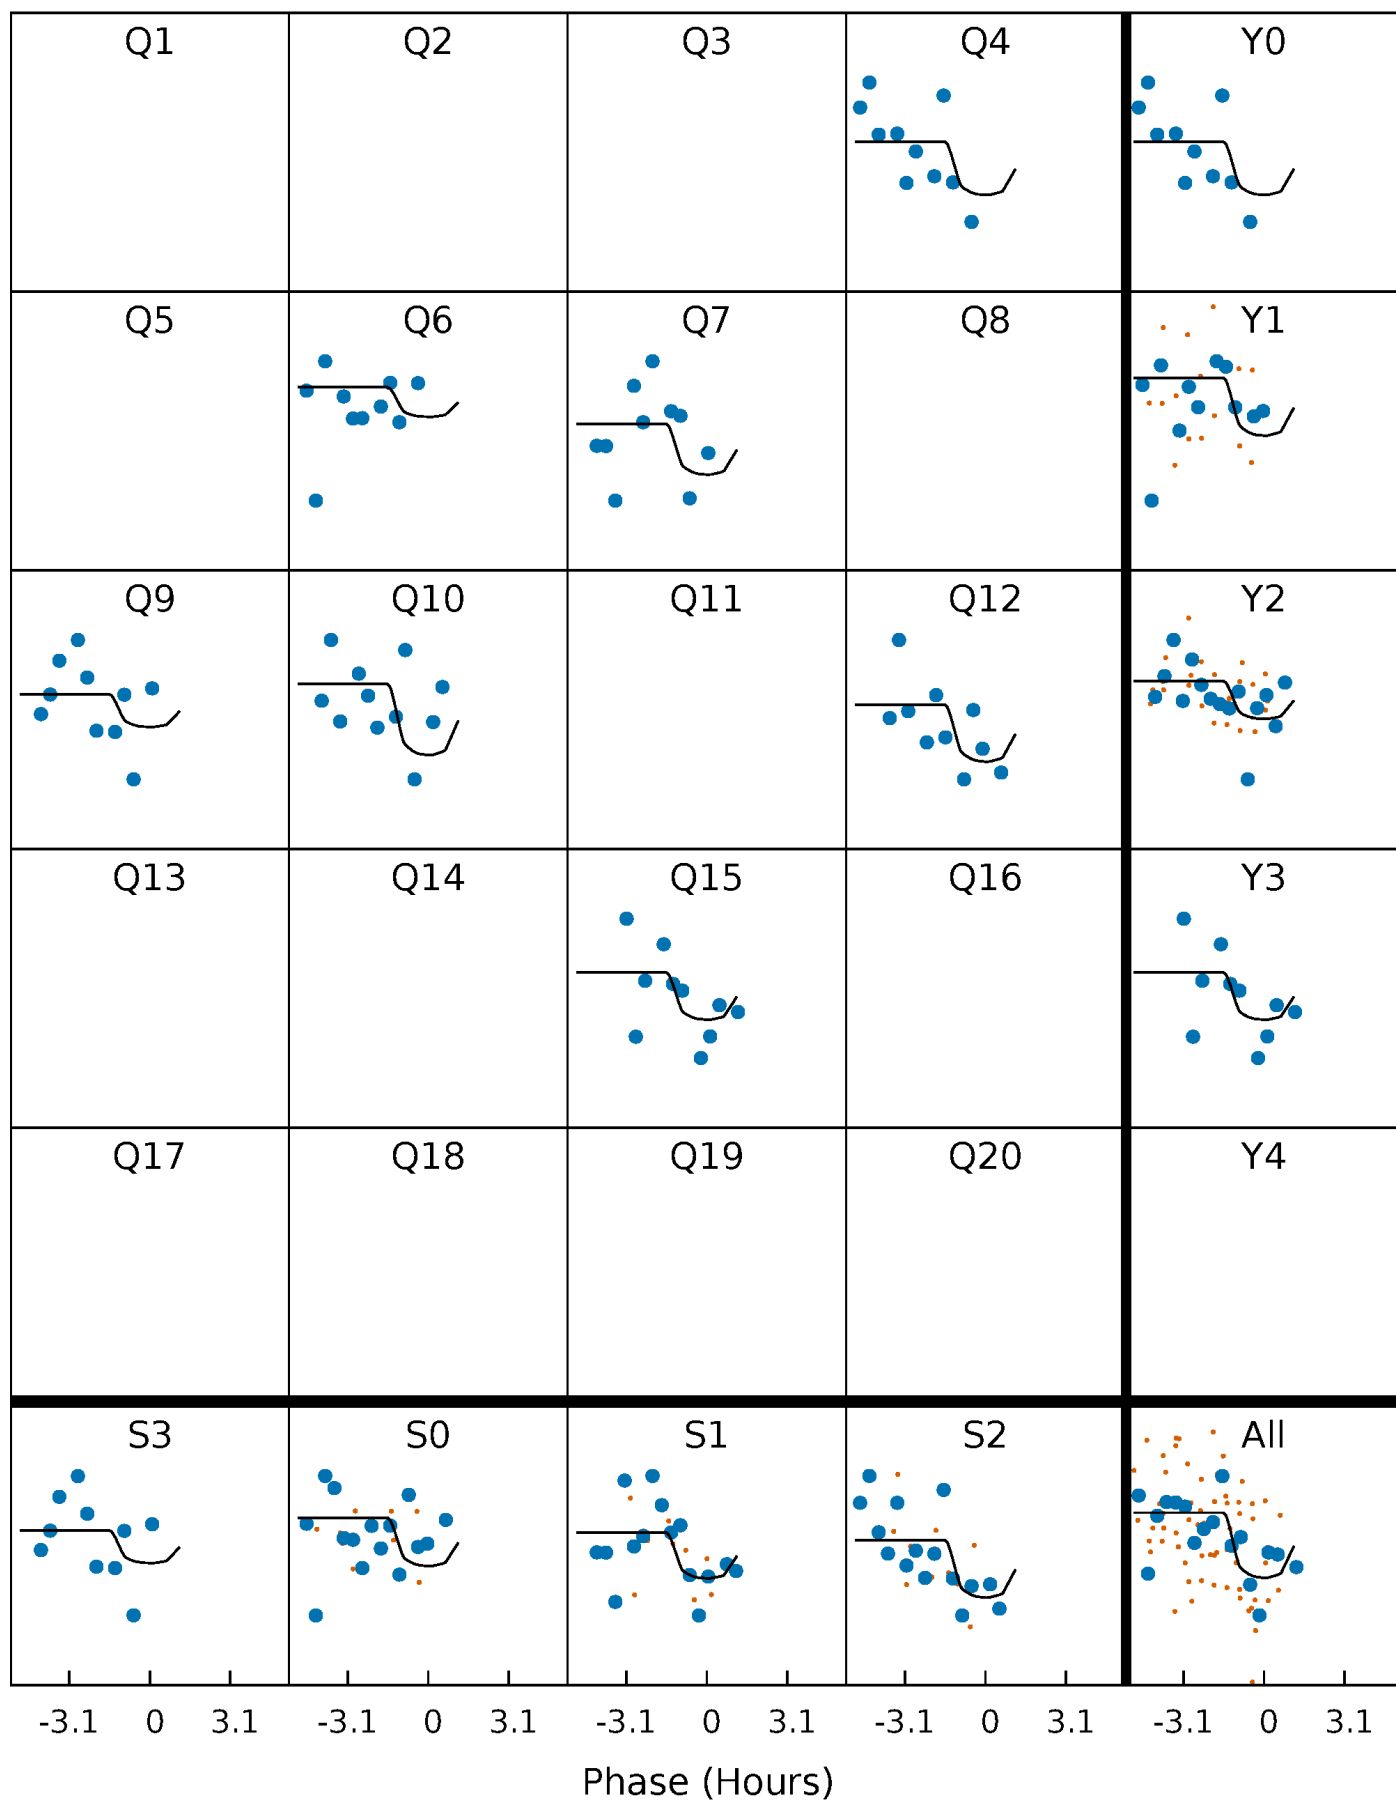 Q1 Q2 Q3 Q4 Y0
Q5 Q6 Q7 Q8 Y1
Q9 Q10 Q11 Q12 Y2
Q13 Q14 Q15 Q16 Y3
Q17 Q18 Q19 Q20 Y4
S3 S0 S1 S2 All
-3.1 0 3.1 -3.1 0 3.1 -3.1 0 3.1 -3.1 0 3.1 -3.1 0 3.1
Phase (Hours)